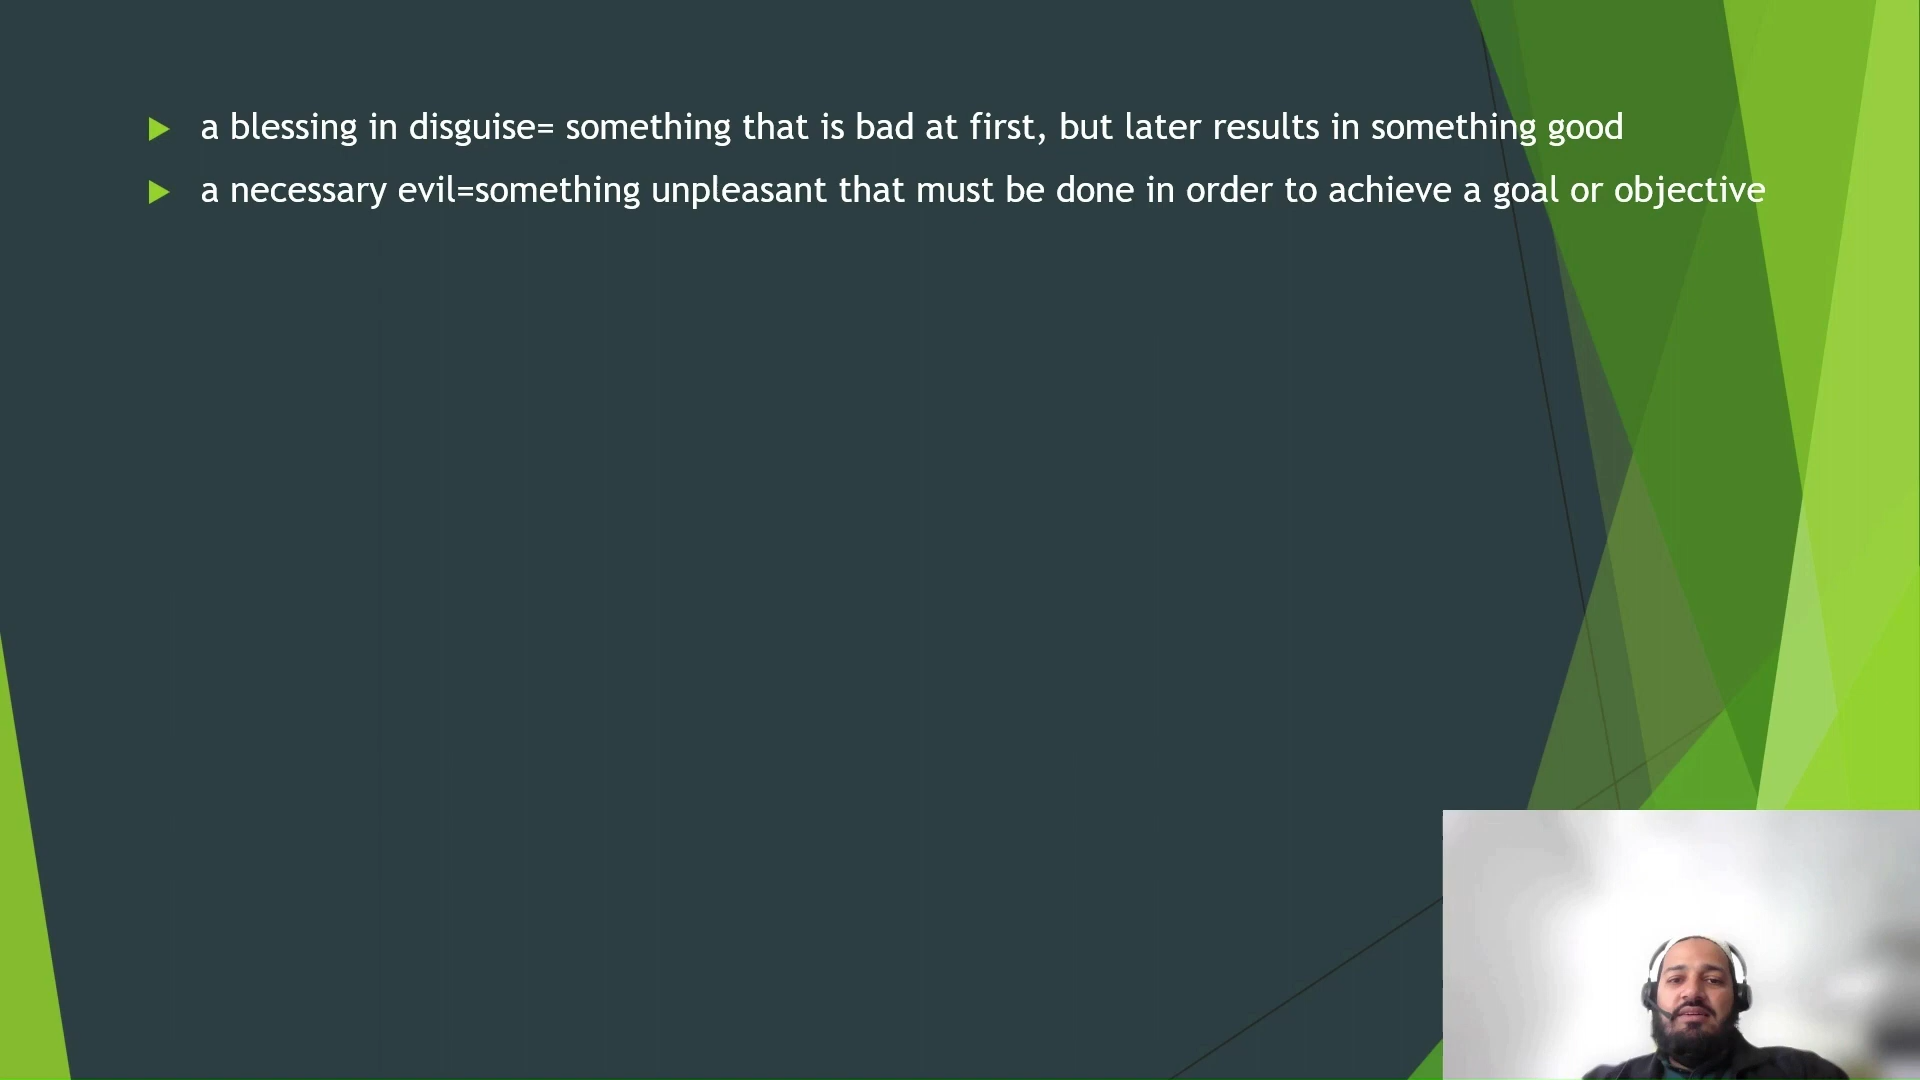 a blessing in disguise= something that is bad at first, but later results in something good
a necessary evil=something unpleasant that must be done in order to achieve a goal or objective